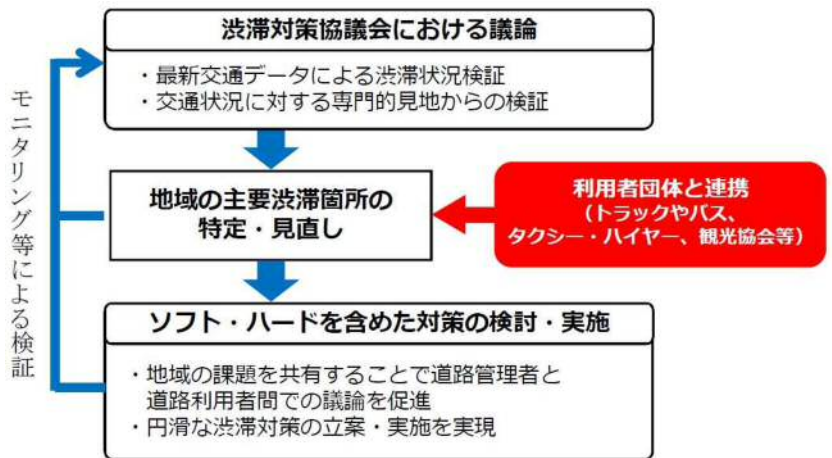 渋滞対策協議会における議論
・最新交通データによる渋滞状況検証
・交通状況に対する専門的見地からの検証
モニタリング等による検証
地域の主要渋滞箇所の
特定・見直し
利用者団体と連携
（トラックやバス、
タクシー・ハイヤー、観光協会等）
ソフト・ハードを含めた対策の検討・実施
・地域の課題を共有することで道路管理者と
道路利用者間での議論を促進
・円滑な渋滞対策の立案・実施を実現